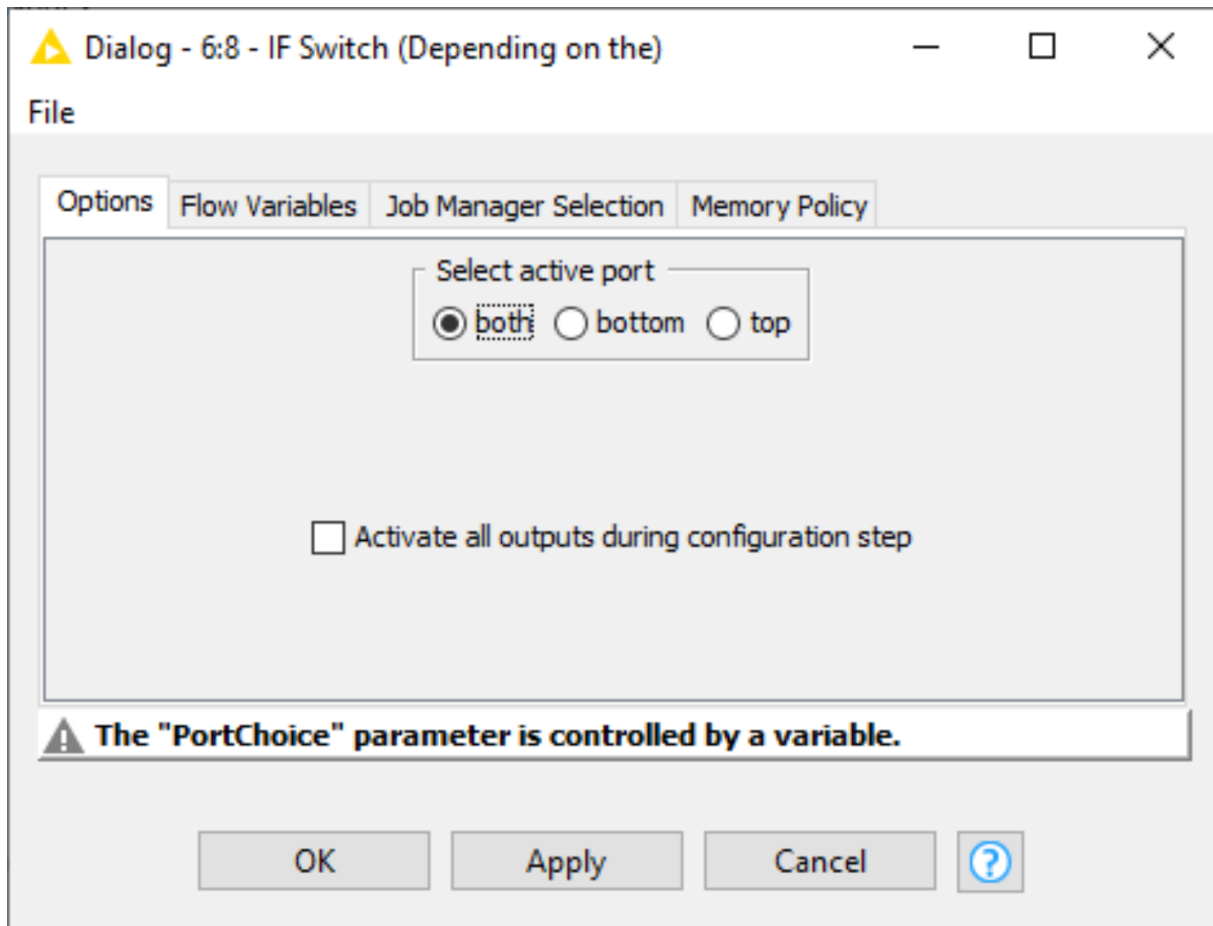 Dialog - 6:8 - IF Switch (Depending on the)
File
Options Flow Variables Job Manager Selection Memory Policy
Select active port
both bottom top
Activate all outputs during configuration step
The "PortChoice" parameter is controlled by a variable.
OK Apply Cancel ?